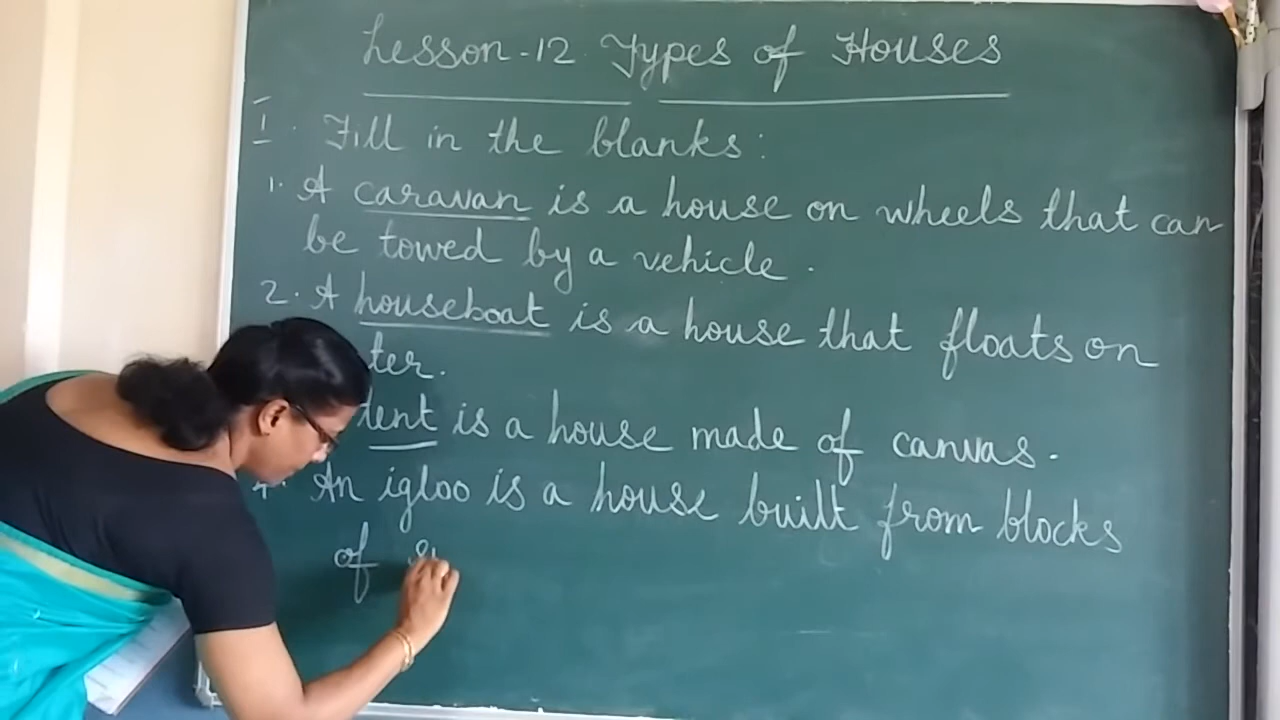 Lesson-12 Types of Houses
I. Fill in the blanks:
1. A caravan is a house on wheels that can
be towed by a vehicle.
2. A houseboat is a house that floats on
ter.
tent is a house made of canvas.
4. An igloo is a house built from blocks
of